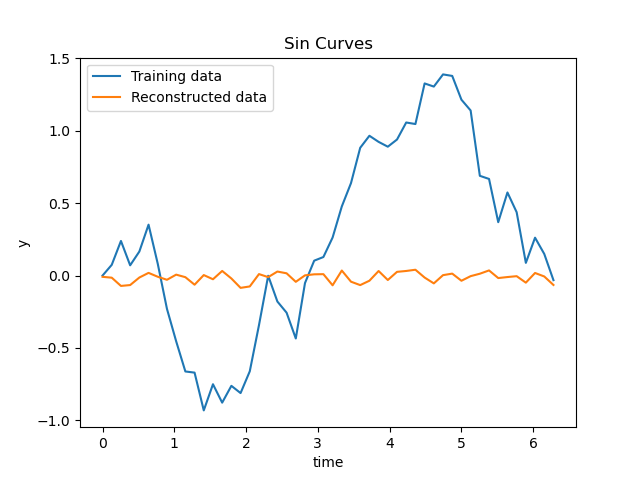 Sin Curves
Training data
Reconstructed data
1.5
1.0
0.5
0.0
−0.5
−1.0
y
0 1 2 3 4 5 6
time